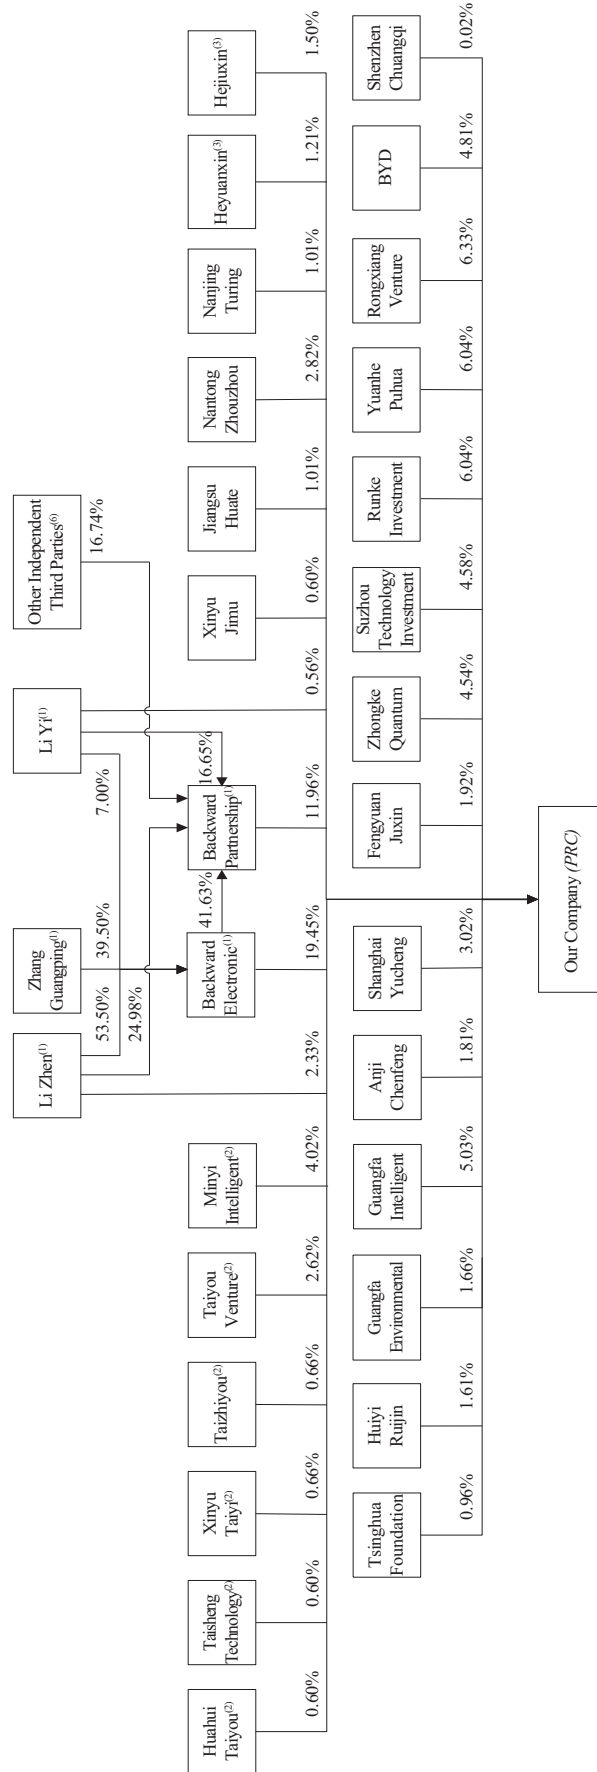 Li Zhen(1)
Zhang
Guangping(1)
Li Yi(1)
Other Independent
Third Parties(6)
53.50%
39.50%
7.00%
16.74%
24.98%
Backward
Electronic(1)
41.63%
Backward
Partnership(1)
16.65%
Huahui
Taiyou(2)
Taisheng
Technology(2)
Xinyu
Taiyi(2)
Taizhiyou(2)
Taiyou
Venture(2)
Minyi
Intelligent(2)
Xinyu
Jimu
Jiangsu
Huate
Nantong
Zhouzhou
Nanjing
Turing
Heyuanxin(3)
Hejiuxin(3)
0.60%
0.60%
0.66%
0.66%
2.62%
4.02%
2.33%
19.45%
11.96%
0.56%
0.60%
1.01%
2.82%
1.01%
1.21%
1.50%
Tsinghua
Foundation
Huiyi
Ruijin
Guangfa
Environmental
Guangfa
Intelligent
Anji
Chenfeng
Shanghai
Yucheng
Fengyuan
Juxin
Zhongke
Quantum
Suzhou
Technology
Investment
Runke
Investment
Yuanhe
Puhua
Rongxiang
Venture
BYD
Shenzhen
Chuangqi
0.96%
1.61%
1.66%
5.03%
1.81%
3.02%
1.92%
4.54%
4.58%
6.04%
6.04%
6.33%
4.81%
0.02%
Our Company (PRC)